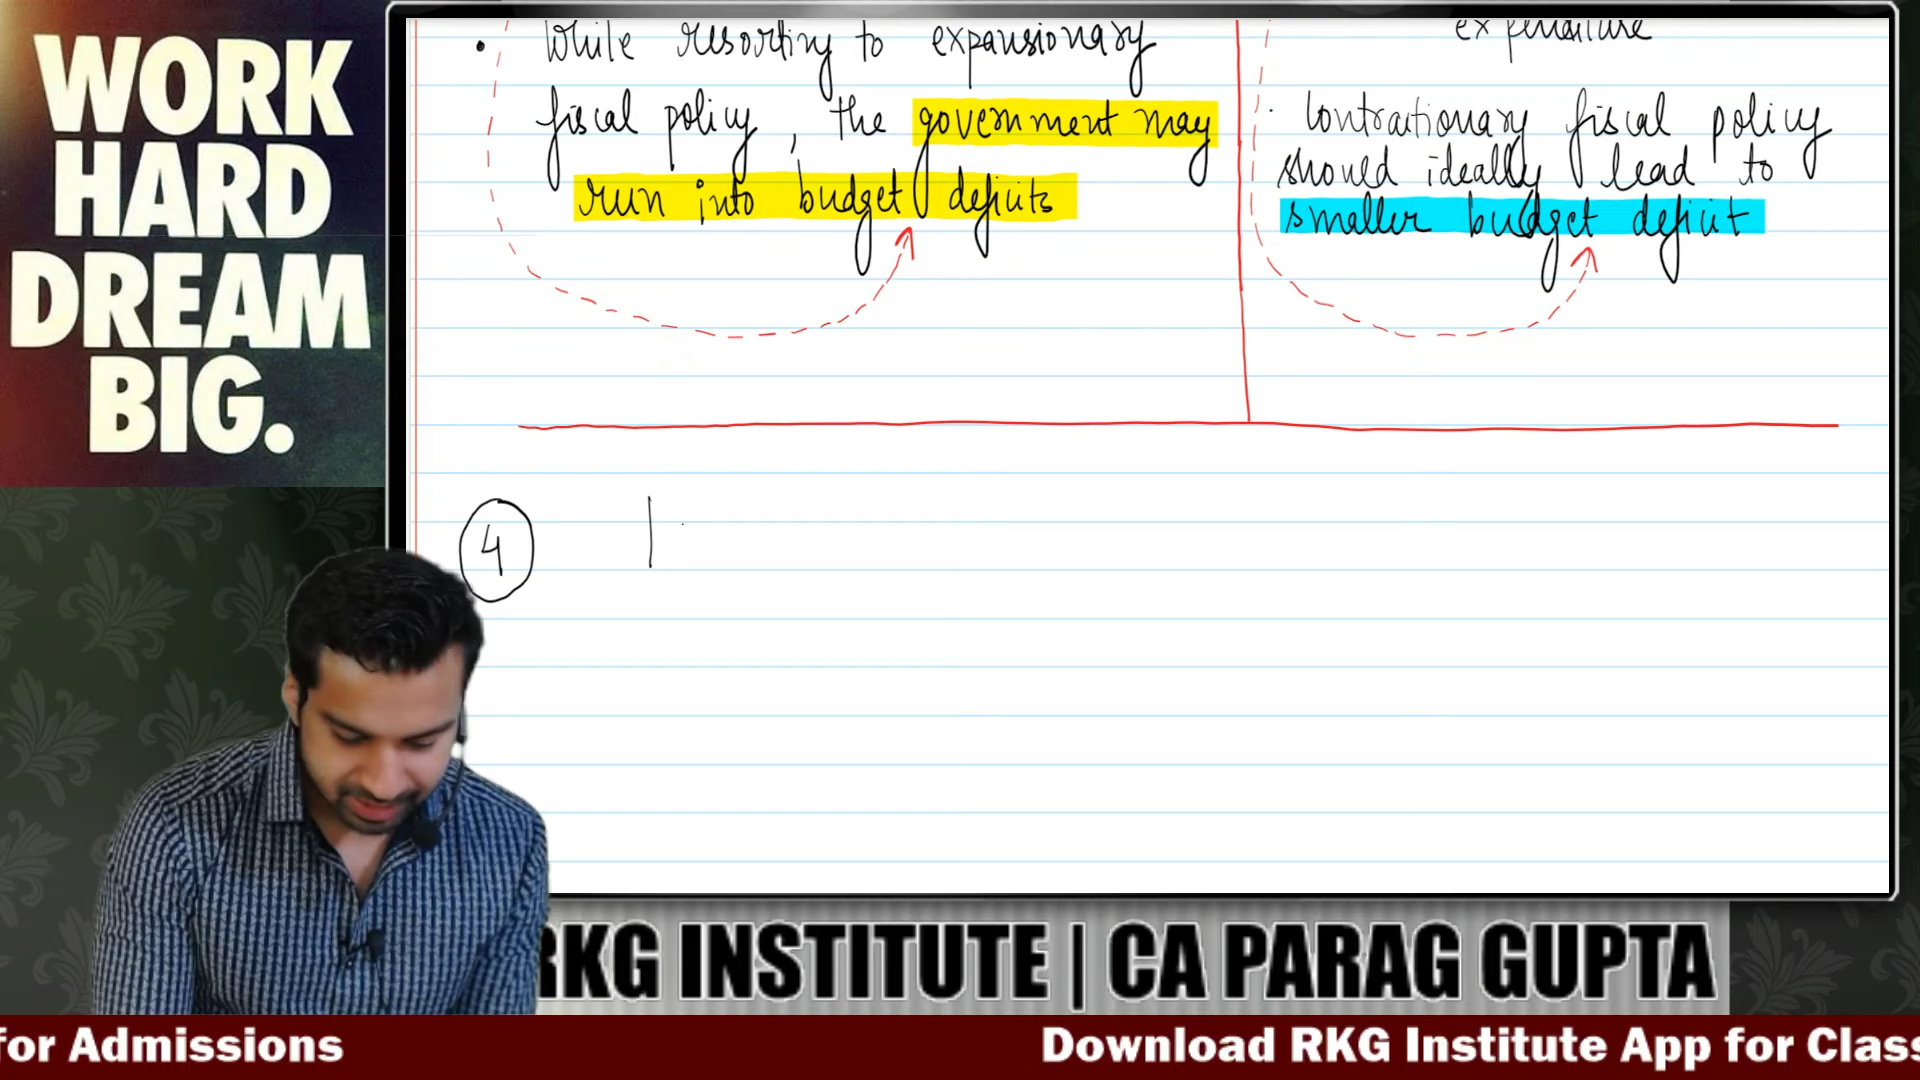 WORK
HARD
DREAM
BIG.
• While resorting to expansionary
fiscal policy, the government may
run into budget deficits
expenditure
· Contractionary fiscal policy
should ideally lead to
smaller budget deficit
4
RKG INSTITUTE | CA PARAG GUPTA
for Admissions
Download RKG Institute App for Class